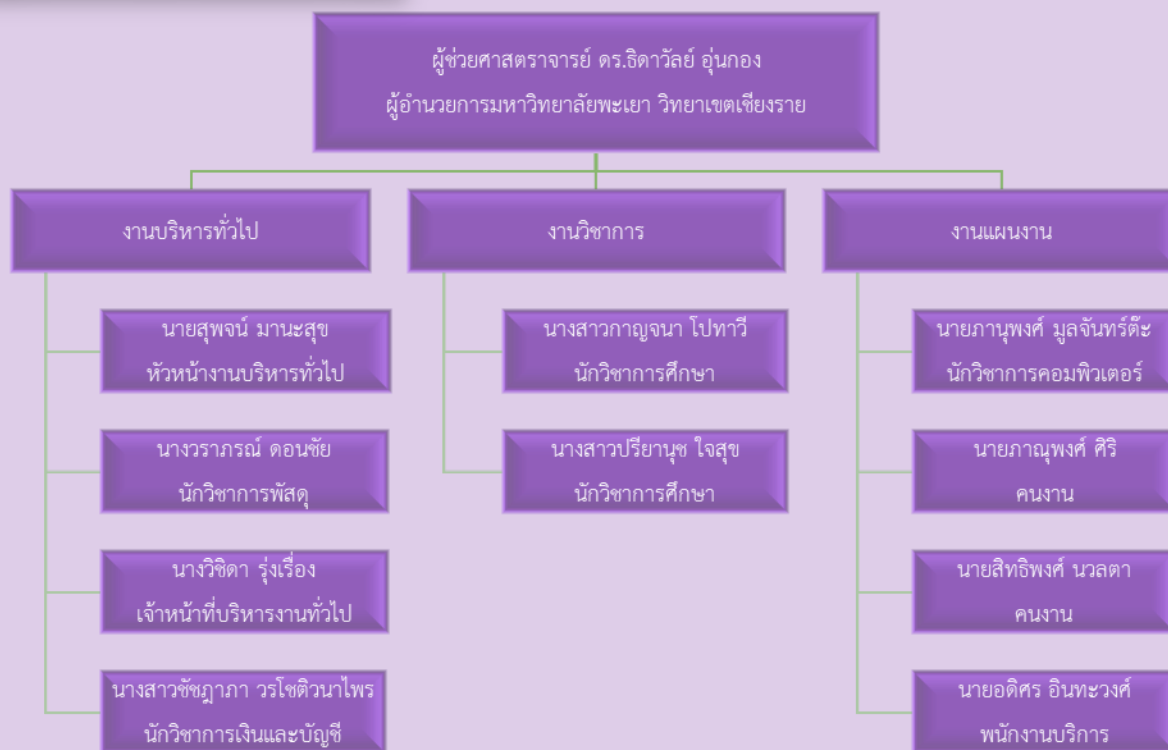 ผู้ช่วยศาสตราจารย์ ดร.ธิดาวัลย์ อุ่นกอง
ผู้อำนวยการมหาวิทยาลัยพะเยา วิทยาเขตเชียงราย
งานบริหารทั่วไป
นายสุพจน์ มานะสุข
หัวหน้างานบริหารทั่วไป
นางวราภรณ์ ดอนชัย
นักวิชาการพัสดุ
นางวิชิดา รุ่งเรื่อง
เจ้าหน้าที่บริหารงานทั่วไป
นางสาวชัชฎาภา วรโชติวนาไพร
นักวิชาการเงินและบัญชี
งานวิชาการ
นางสาวกาญจนา โปทาวี
นักวิชาการศึกษา
นางสาวปรียานุช ใจสุข
นักวิชาการศึกษา
งานแผนงาน
นายภานุพงศ์ มูลจันทร์ต๊ะ
นักวิชาการคอมพิวเตอร์
นายภาณุพงศ์ ศิริ
คนงาน
นายสิทธิพงศ์ นวลตา
คนงาน
นายอดิศร อินทะวงศ์
พนักงานบริการ